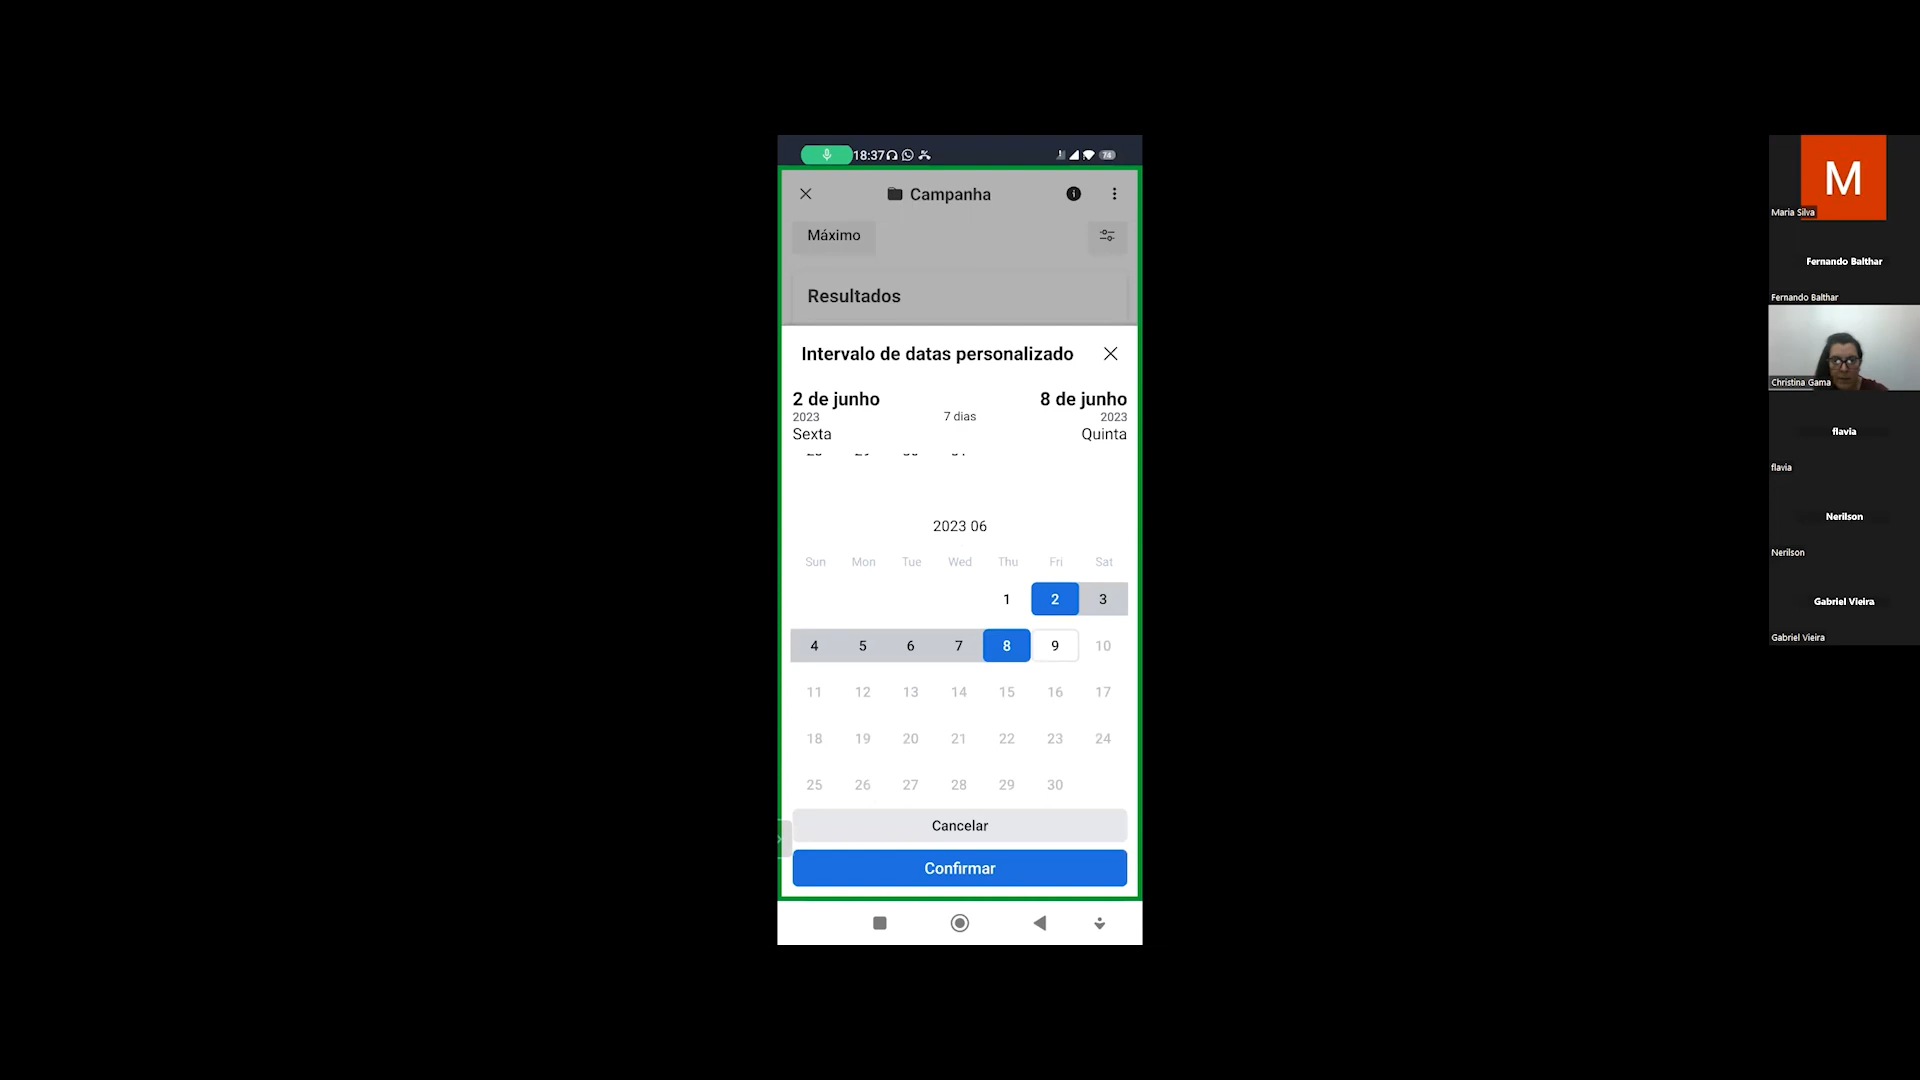 18:37
74
Campanha
Máximo
Resultados
Intervalo de datas personalizado
2 de junho
2023
Sexta
7 dias
8 de junho
2023
Quinta
2023 06
Sun Mon Tue Wed Thu Fri Sat
1 2 3
4 5 6 7 8 9 10
11 12 13 14 15 16 17
18 19 20 21 22 23 24
25 26 27 28 29 30
Cancelar
Confirmar
M
Maria Silva
Fernando Balthar
Fernando Balthar
Christina Gama
flavia
flavia
Nerilson
Nerilson
Gabriel Vieira
Gabriel Vieira